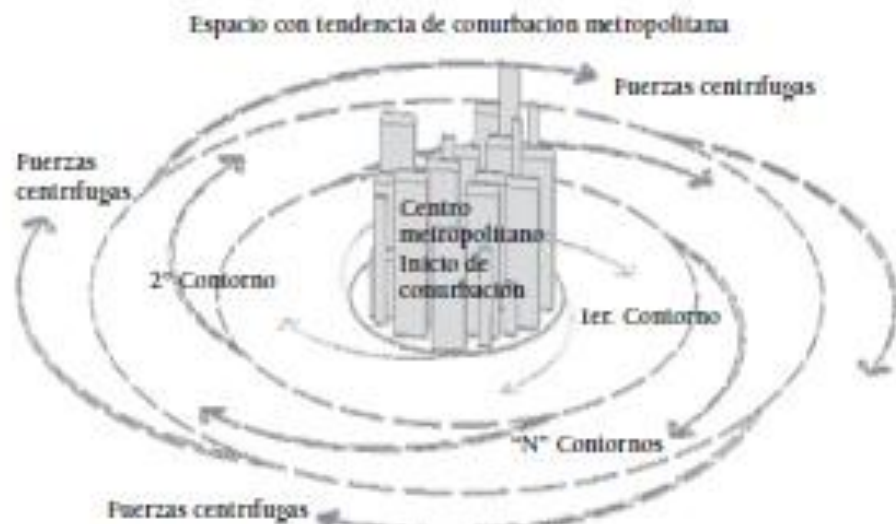 Espacio con tendencia de conurbacion metropolitana
Fuerzas centrifugas
Fuerzas
centrifugas
Centro
metropolitano
Inicio de
conurbación
2° Contorno
1er. Contorno
"N" Contornos
Fuerzas centrifugas